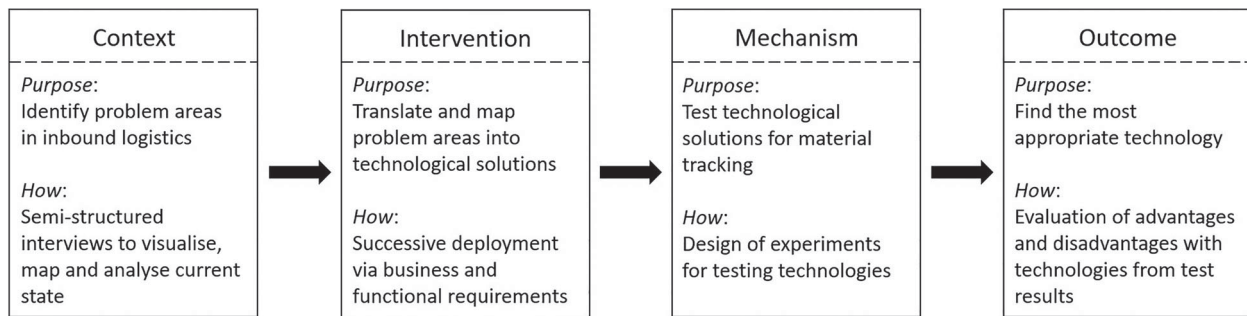 Context
Purpose:
Identify problem areas
in inbound logistics
How:
Semi-structured
interviews to visualise,
map and analyse current
state
Intervention
Purpose:
Translate and map
problem areas into
technological solutions
How:
Successive deployment
via business and
functional requirements
Mechanism
Purpose:
Test technological
solutions for material
tracking
How:
Design of experiments
for testing technologies
Outcome
Purpose:
Find the most
appropriate technology
How:
Evaluation of advantages
and disadvantages with
technologies from test
results